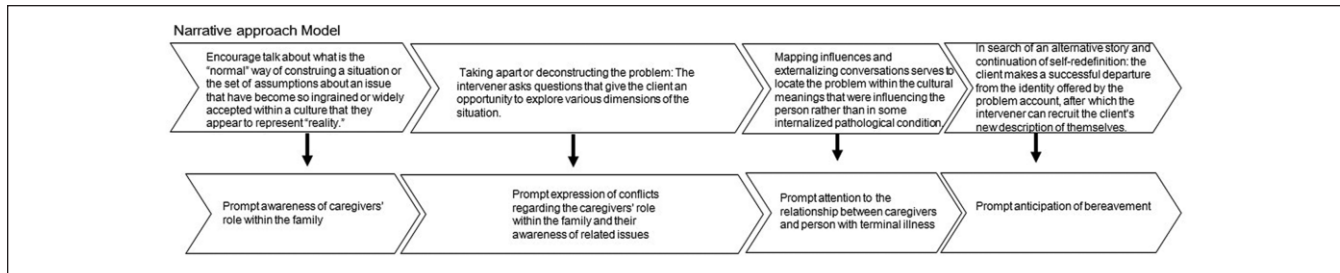 Narrative approach Model
Encourage talk about what is the
“normal” way of construing a situation or
the set of assumptions about an issue
that have become so ingrained or widely
accepted within a culture that they
appear to represent “reality.”
Taking apart or deconstructing the problem: The
intervener asks questions that give the client an
opportunity to explore various dimensions of the
situation.
Mapping influences and
externalizing conversations serves to
locate the problem within the cultural
meanings that were influencing the
person rather than in some
internalized pathological condition.
In search of an alternative story and
continuation of self-redefinition: the
client makes a successful departure
from the identity offered by the
problem account, after which the
intervener can recruit the client's
new description of themselves.
Prompt awareness of caregivers'
role within the family
Prompt expression of conflicts
regarding the caregivers' role
within the family and their
awareness of related issues
Prompt attention to the
relationship between caregivers
and person with terminal illness
Prompt anticipation of bereavement